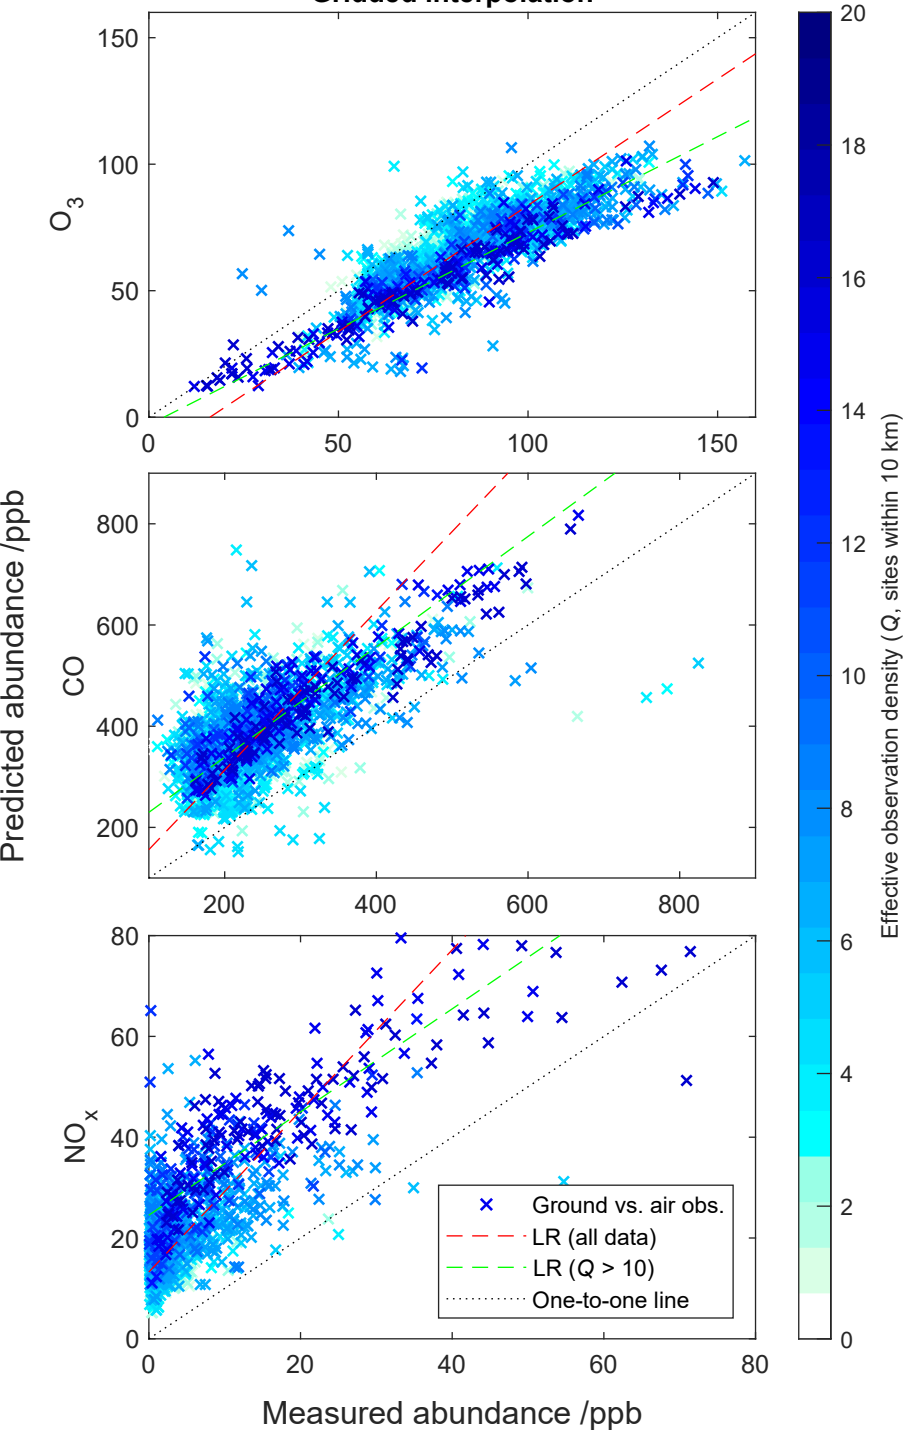 Gridded interpolation
150
100
50
0
O3
0 50 100 150
800
600
400
200
CO
200 400 600 800
80
60
40
20
0
NOx
0 20 40 60 80
Ground vs. air obs.
LR (all data)
LR (Q > 10)
One-to-one line
Predicted abundance /ppb
Measured abundance /ppb
20
18
16
14
12
10
8
6
4
2
0
Effective observation density (Q, sites within 10 km)